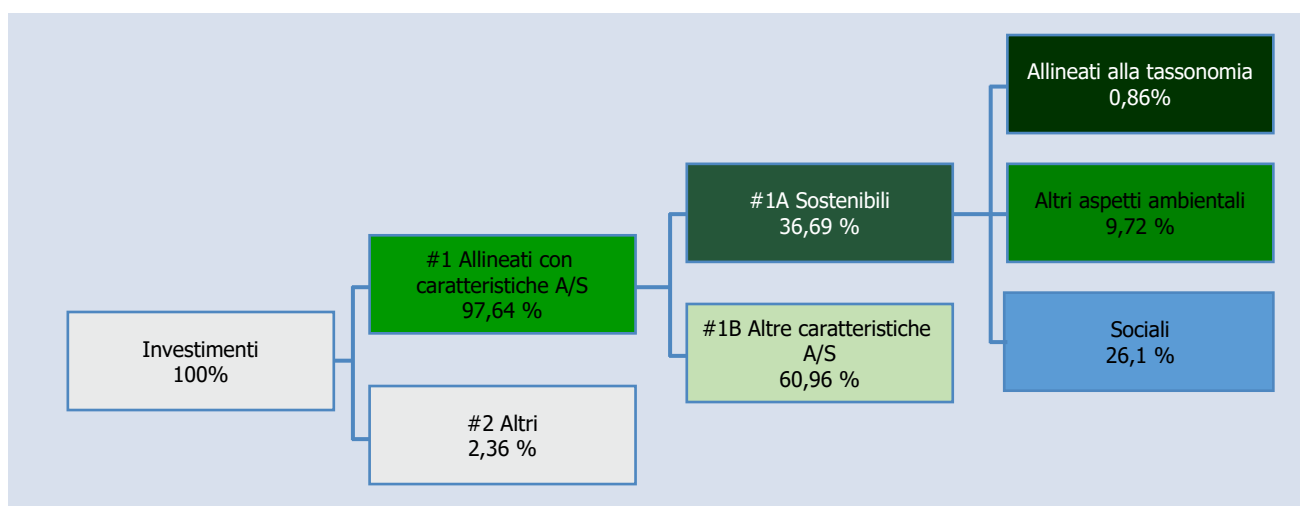 Investimenti
100%
#1 Allineati con
caratteristiche A/S
97,64 %
#2 Altri
2,36 %
#1A Sostenibili
36,69 %
#1B Altre caratteristiche
A/S
60,96 %
Allineati alla tassonomia
0,86%
Altri aspetti ambientali
9,72 %
Sociali
26,1 %